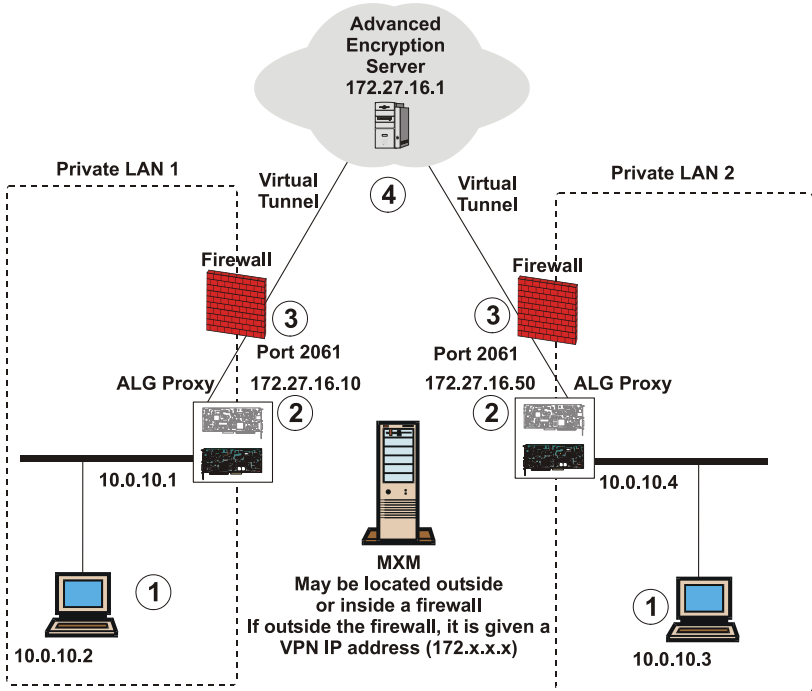 Advanced
Encryption
Server
172.27.16.1
Private LAN 1
Virtual
Tunnel
4
Virtual
Tunnel
Private LAN 2
Firewall
Firewall
3
3
Port 2061
Port 2061
ALG Proxy
172.27.16.10
172.27.16.50
ALG Proxy
2
2
10.0.10.1
10.0.10.4
MXM
May be located outside
or inside a firewall
If outside the firewall, it is given a
VPN IP address (172.x.x.x)
1
1
10.0.10.2
10.0.10.3